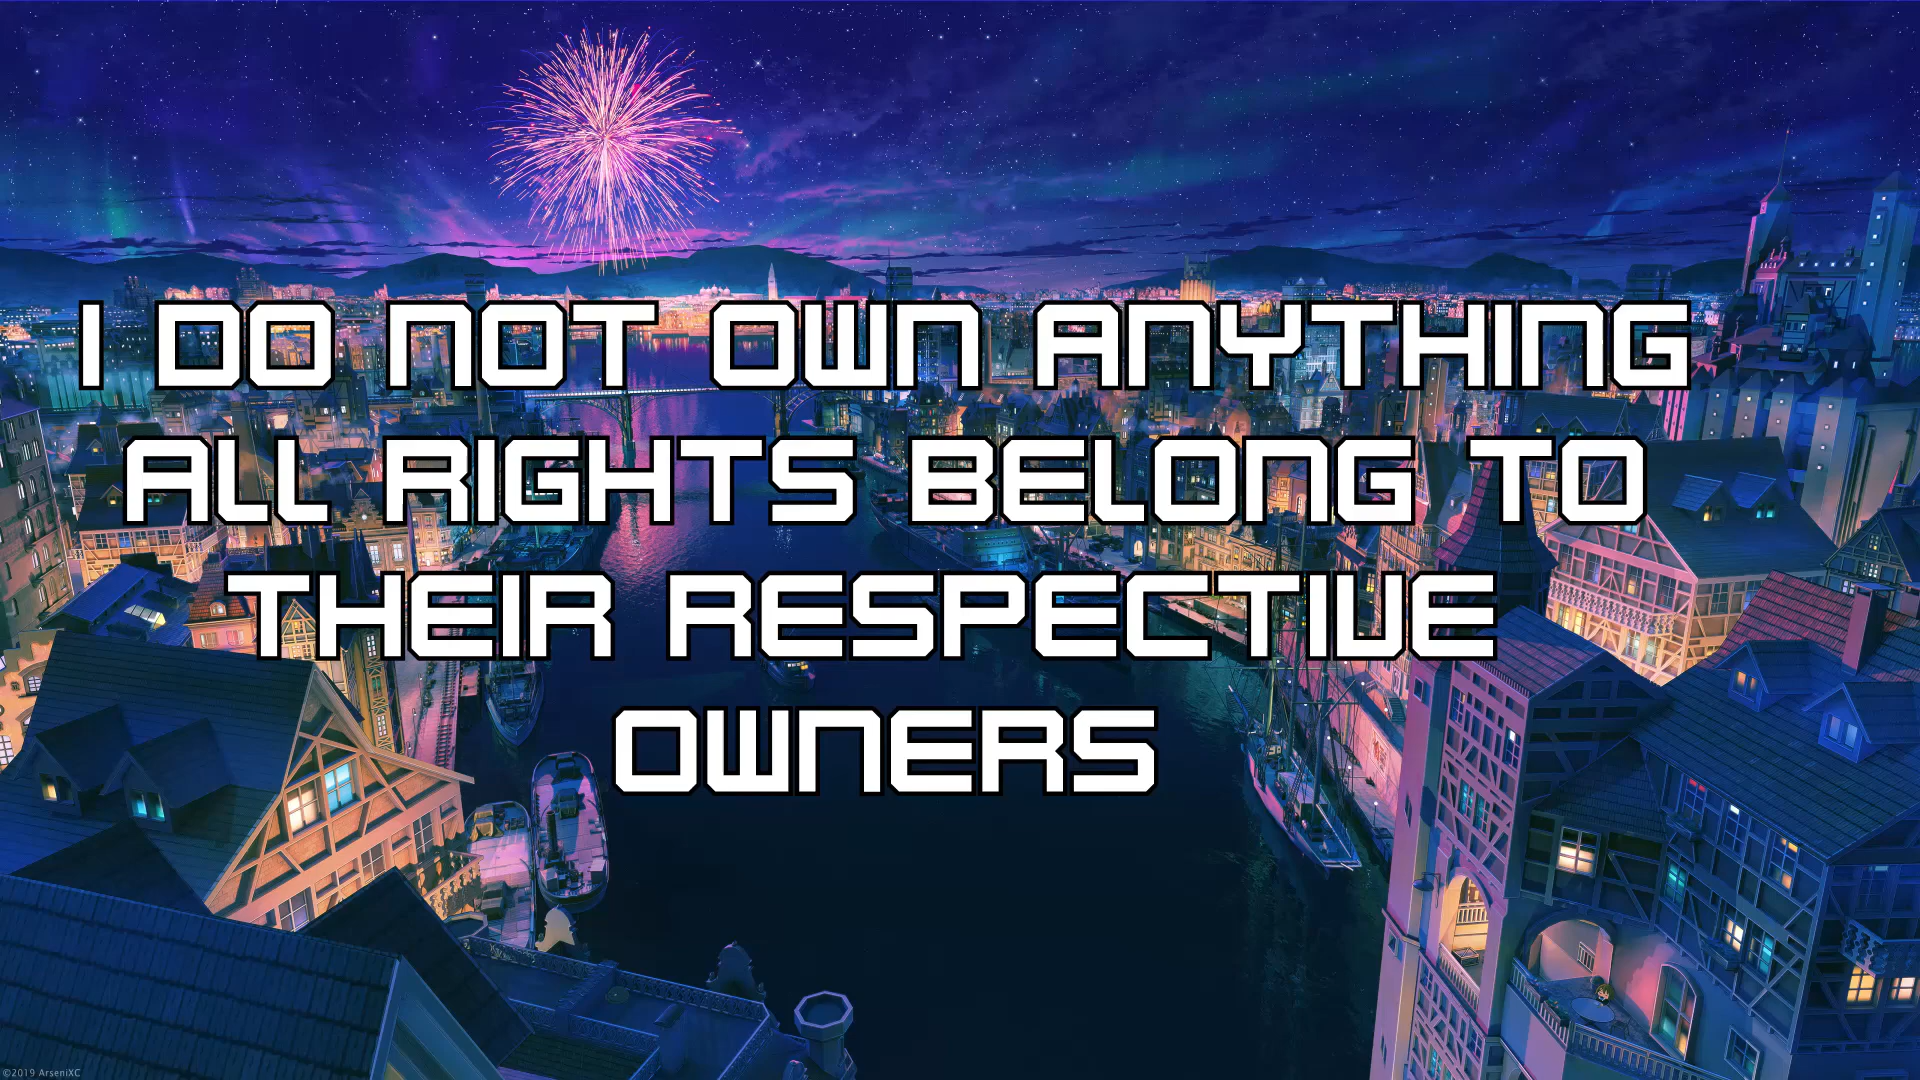 I DO NOT OWN ANYTHING
ALL RIGHTS BELONG TO
THEIR RESPECTIVE
OWNERS
©2019 ArseniXC